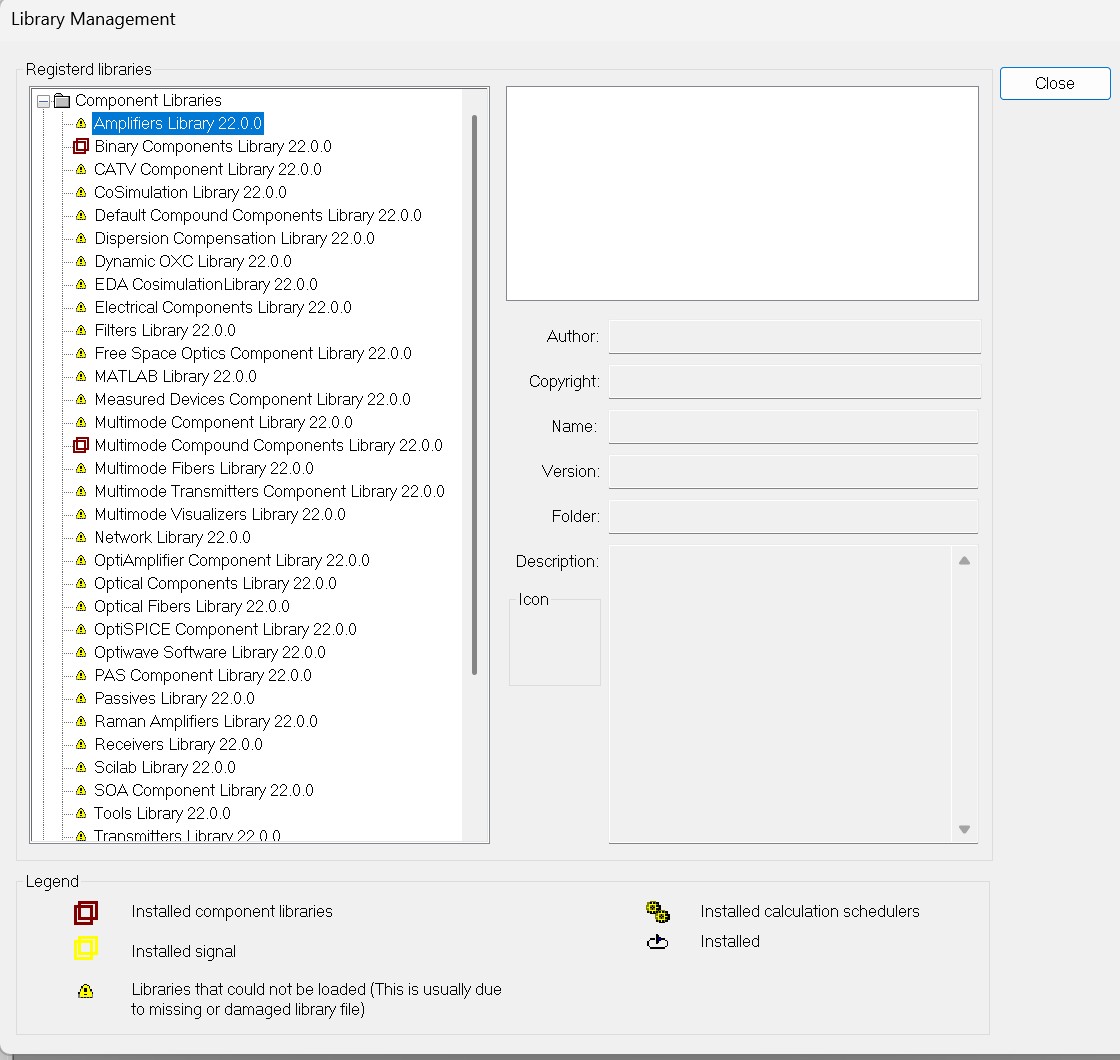 Library Management
Registerd libraries
Close
Component Libraries
Amplifiers Library 22.0.0
Binary Components Library 22.0.0
CATV Component Library 22.0.0
CoSimulation Library 22.0.0
Default Compound Components Library 22.0.0
Dispersion Compensation Library 22.0.0
Dynamic OXC Library 22.0.0
EDA CosimulationLibrary 22.0.0
Electrical Components Library 22.0.0
Filters Library 22.0.0
Free Space Optics Component Library 22.0.0
MATLAB Library 22.0.0
Measured Devices Component Library 22.0.0
Multimode Component Library 22.0.0
Multimode Compound Components Library 22.0.0
Multimode Fibers Library 22.0.0
Multimode Transmitters Component Library 22.0.0
Multimode Visualizers Library 22.0.0
Network Library 22.0.0
OptiAmplifier Component Library 22.0.0
Optical Components Library 22.0.0
Optical Fibers Library 22.0.0
OptiSPICE Component Library 22.0.0
Optiwave Software Library 22.0.0
PAS Component Library 22.0.0
Passives Library 22.0.0
Raman Amplifiers Library 22.0.0
Receivers Library 22.0.0
Scilab Library 22.0.0
SOA Component Library 22.0.0
Tools Library 22.0.0
Transmitters Library 22.0.0
Author:
Copyright:
Name:
Version:
Folder:
Description:
Icon
Legend
Installed component libraries
Installed signal
Libraries that could not be loaded (This is usually due
to missing or damaged library file)
Installed calculation schedulers
Installed